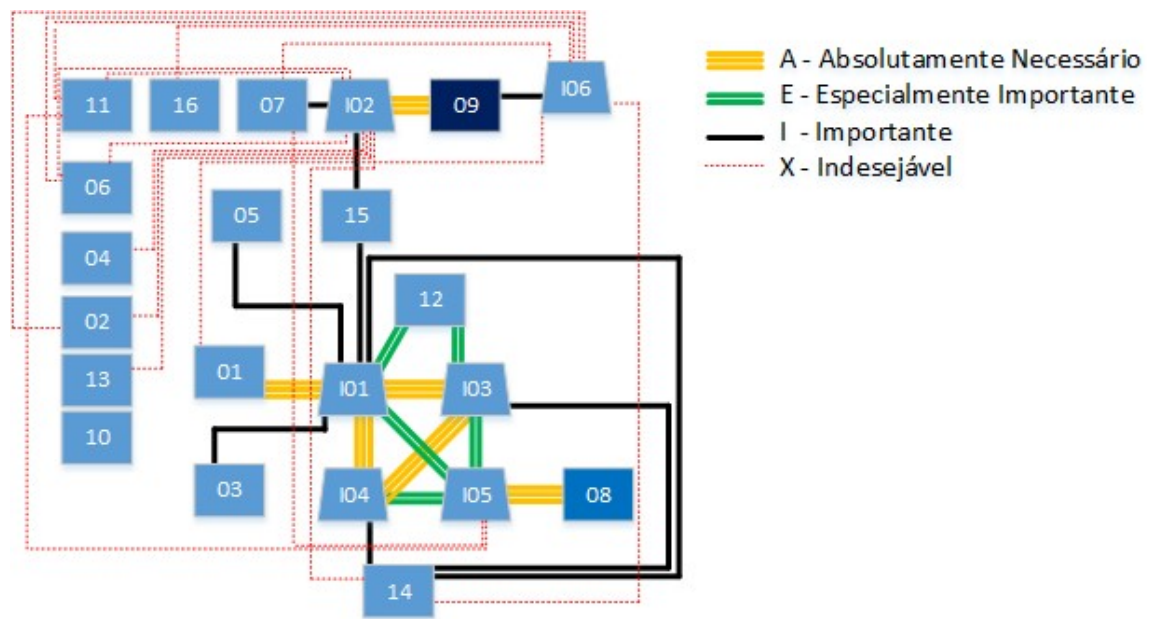 A - Absolutamente Necessário
E - Especialmente Importante
I - Importante
X - Indesejável
11
16
07
I02
09
I06
06
05
15
04
02
12
13
01
I01
I03
10
03
I04
I05
08
14